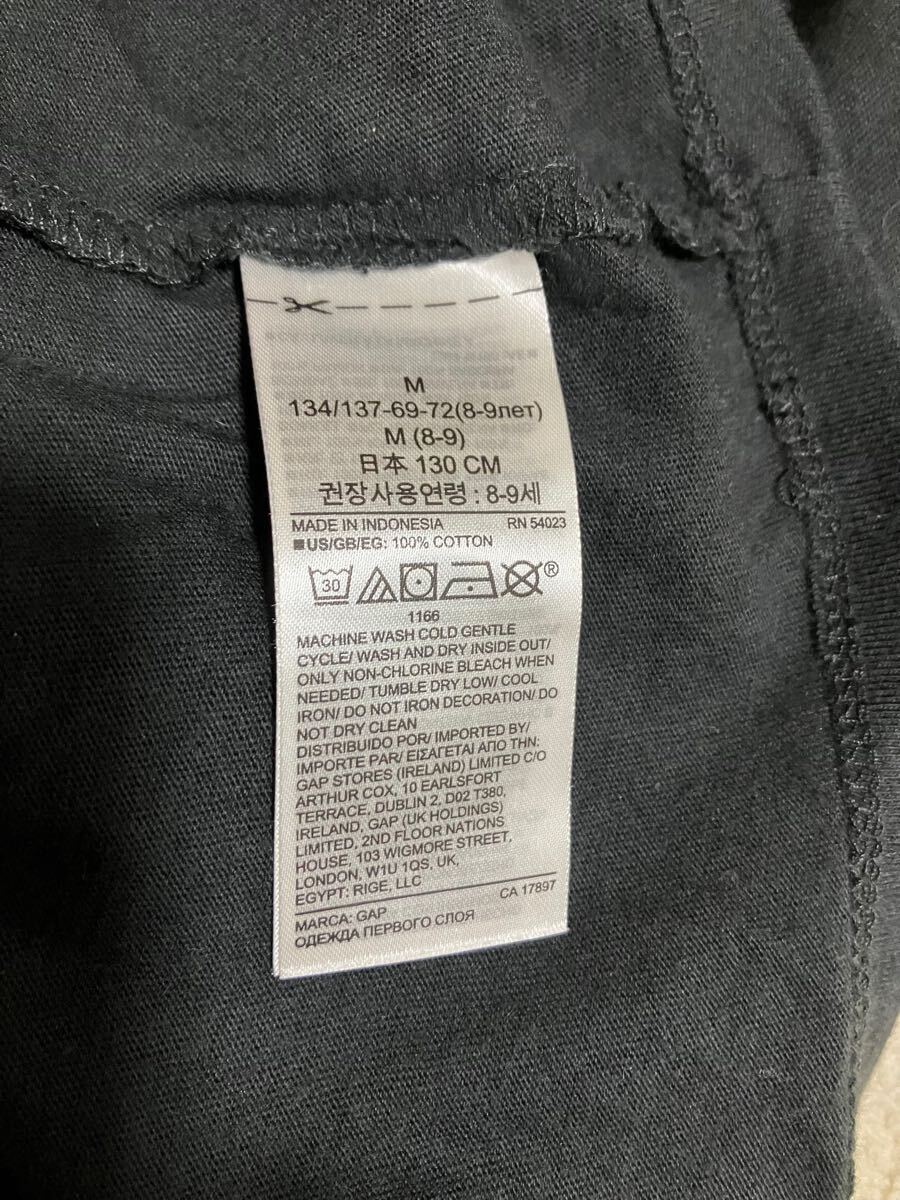 M
134/137-69-72(8-9лет)
M (8-9)
日本 130 CM
권장사용연령 : 8-9세
MADE IN INDONESIA RN 54023
■US/GB/EG: 100% COTTON
30 ®
1166
MACHINE WASH COLD GENTLE
CYCLE/ WASH AND DRY INSIDE OUT/
ONLY NON-CHLORINE BLEACH WHEN
NEEDED/ TUMBLE DRY LOW/ COOL
IRON/ DO NOT IRON DECORATION/ DO
NOT DRY CLEAN
DISTRIBUIDO POR/ IMPORTED BY/
IMPORTE PAR/ ΕΙΣΑΓΕΤΑΙ ΑΠΟ ΤΗΝ:
GAP STORES (IRELAND) LIMITED C/O
ARTHUR COX, 10 EARLSFORT
TERRACE, DUBLIN 2, D02 T380,
IRELAND, GAP (UK HOLDINGS)
LIMITED, 2ND FLOOR NATIONS
HOUSE, 103 WIGMORE STREET,
LONDON, W1U 1QS, UK,
EGYPT: RIGE, LLC
CA 17897
MARCA: GAP
ОДЕЖДА ПЕРВОГО СЛОЯ